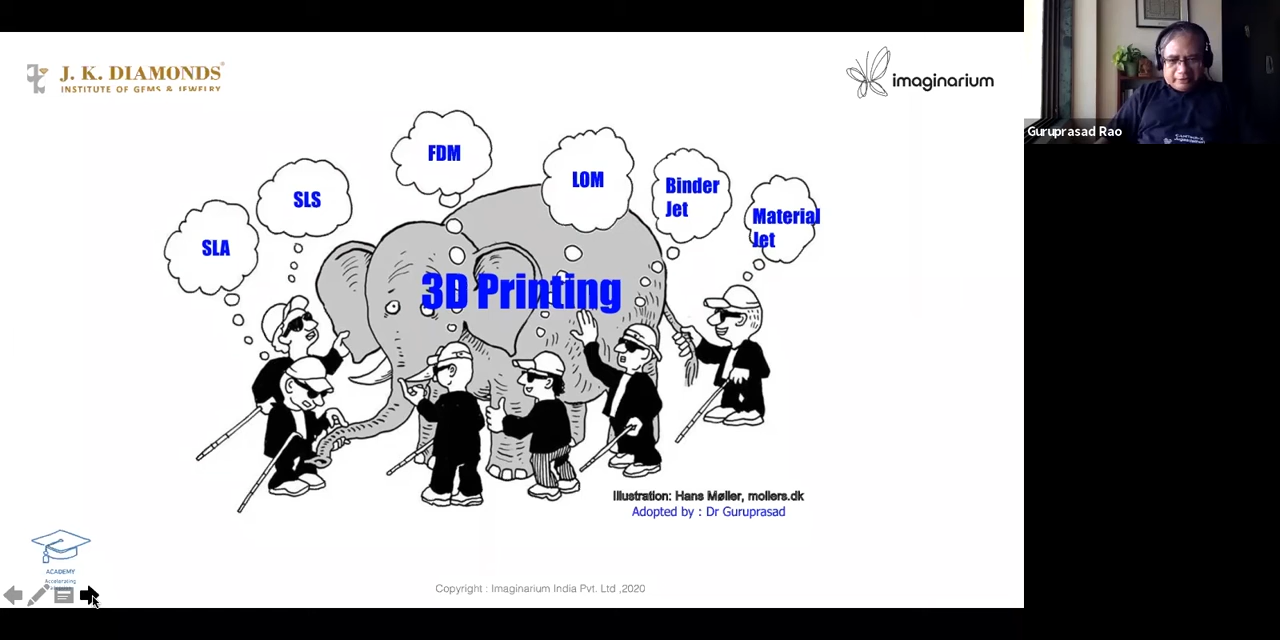 J. K. DIAMONDS
INSTITUTE OF GEMS & JEWELRY
imaginarium
Guruprasad Rao
FDM
LOM
SLS
Binder
Jet
Material
Jet
SLA
3D Printing
Illustration: Hans Møller, mollers.dk
Adopted by : Dr Guruprasad
ACADEMY
Accelerating
Copyright : Imaginarium India Pvt. Ltd ,2020